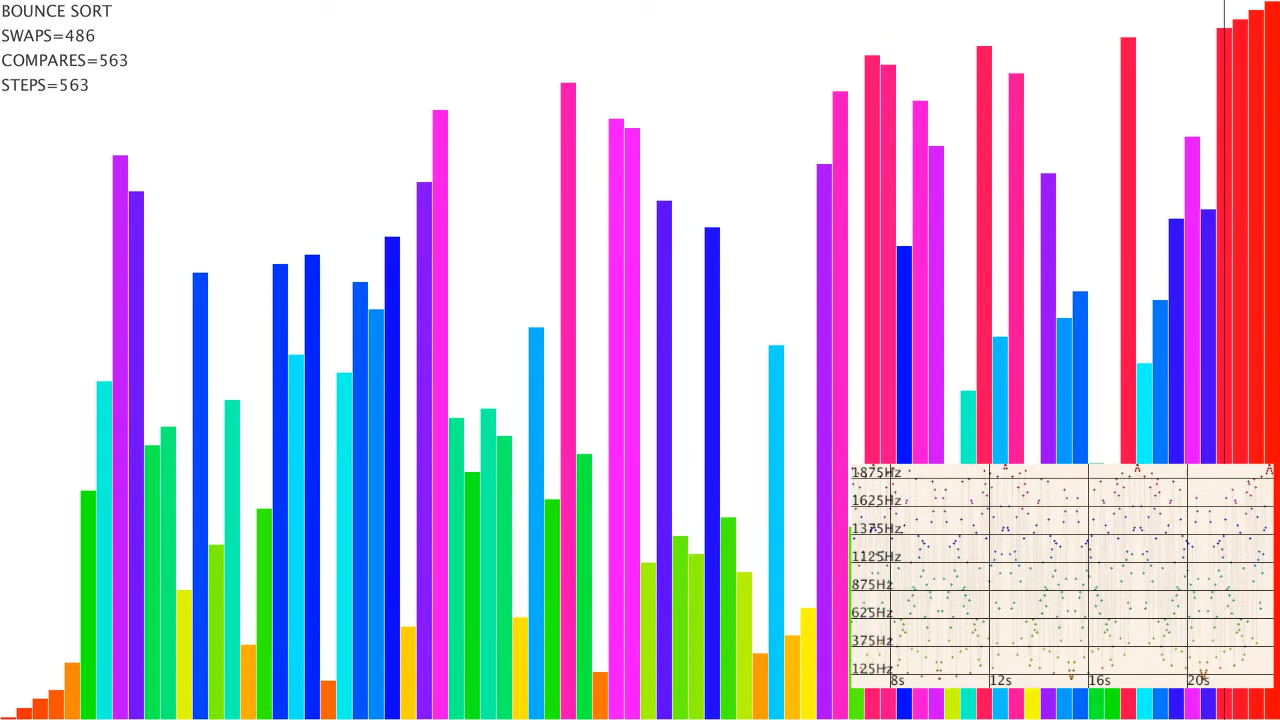 BOUNCE SORT
SWAPS=486
COMPARES=563
STEPS=563
1875Hz
1625Hz
1375Hz
1125Hz
875Hz
625Hz
375Hz
125Hz
8s 12s 16s 20s